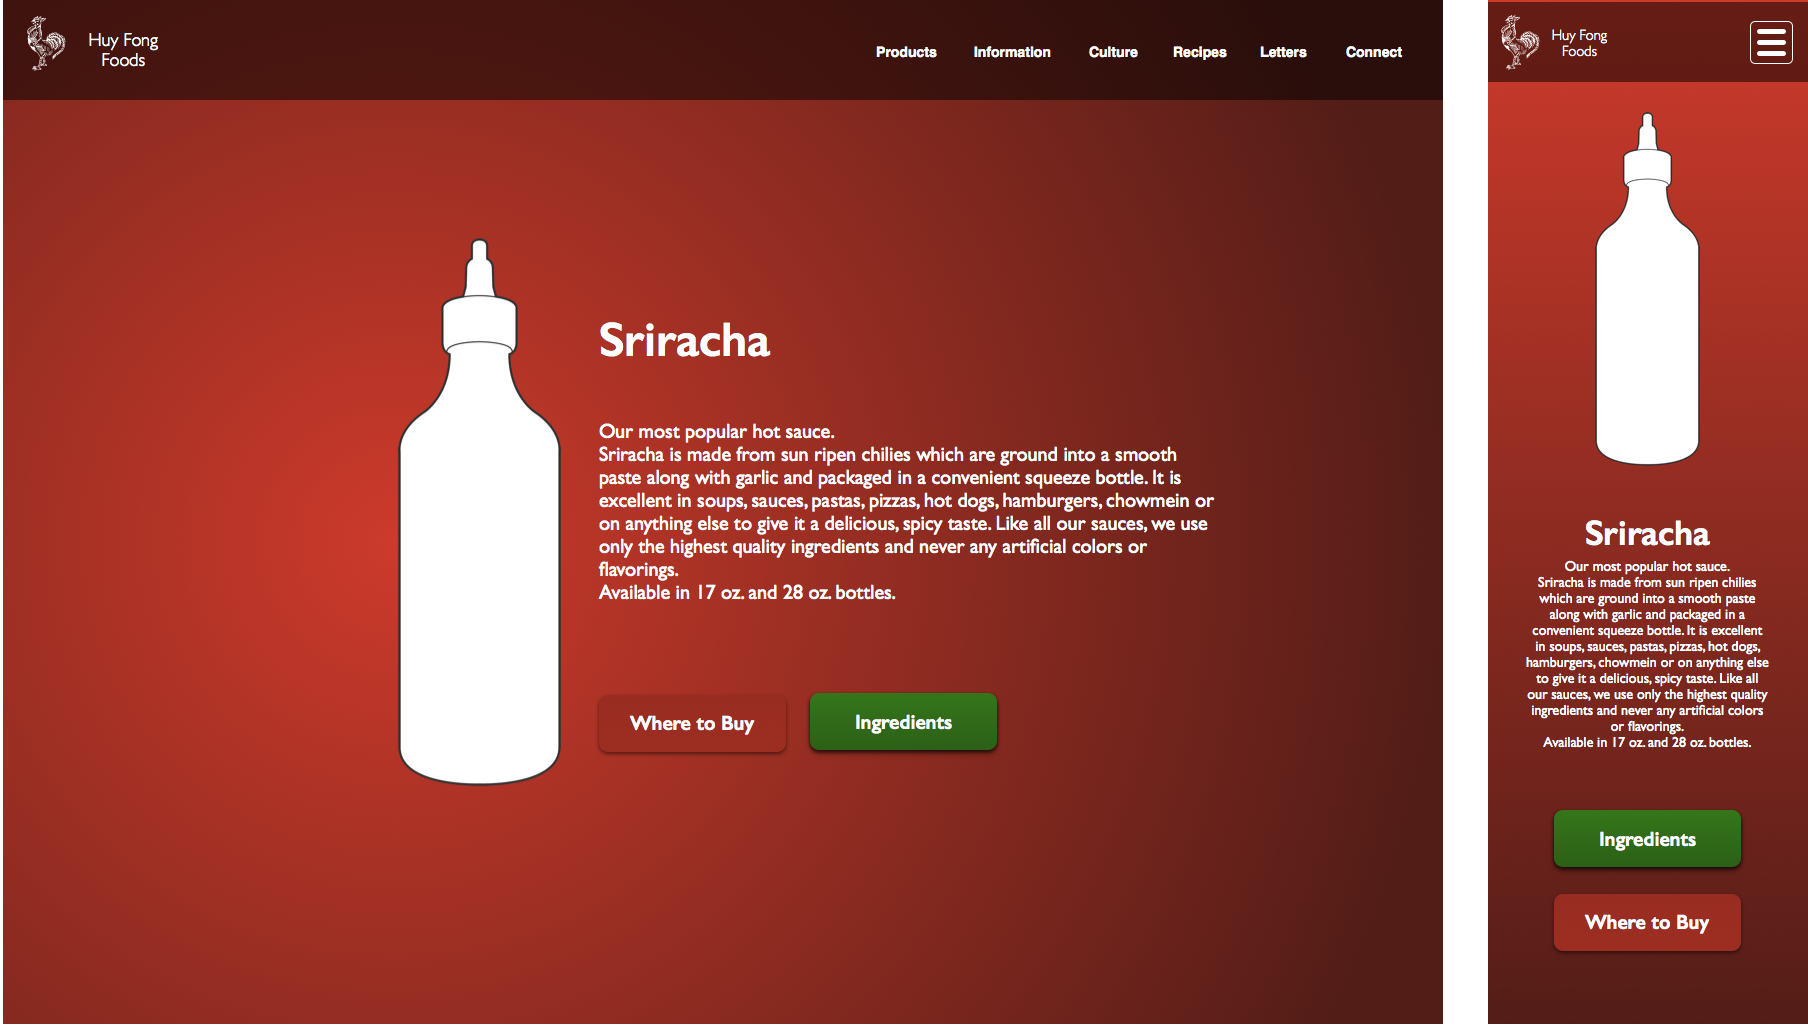 Huy Fong
Foods
Products Information Culture Recipes Letters Connect
Sriracha
Our most popular hot sauce.
Sriracha is made from sun ripen chilies which are ground into a smooth
paste along with garlic and packaged in a convenient squeeze bottle. It is
excellent in soups, sauces, pastas, pizzas, hot dogs, hamburgers, chowmein or
on anything else to give it a delicious, spicy taste. Like all our sauces, we use
only the highest quality ingredients and never any artificial colors or
flavorings.
Available in 17 oz. and 28 oz. bottles.
Where to Buy
Ingredients
Huy Fong
Foods
Sriracha
Our most popular hot sauce.
Sriracha is made from sun ripen chilies
which are ground into a smooth paste
along with garlic and packaged in a
convenient squeeze bottle. It is excellent
in soups, sauces, pastas, pizzas, hot dogs,
hamburgers, chowmein or on anything else
to give it a delicious, spicy taste. Like all
our sauces, we use only the highest quality
ingredients and never any artificial colors
or flavorings.
Available in 17 oz. and 28 oz. bottles.
Ingredients
Where to Buy